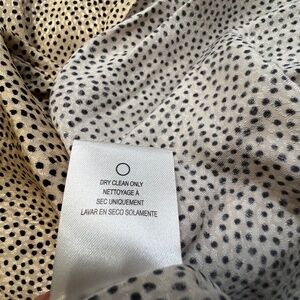 DRY CLEAN ONLY
NETTOYAGE À
SEC UNIQUEMENT
LAVAR EN SECO SOLAMENTE